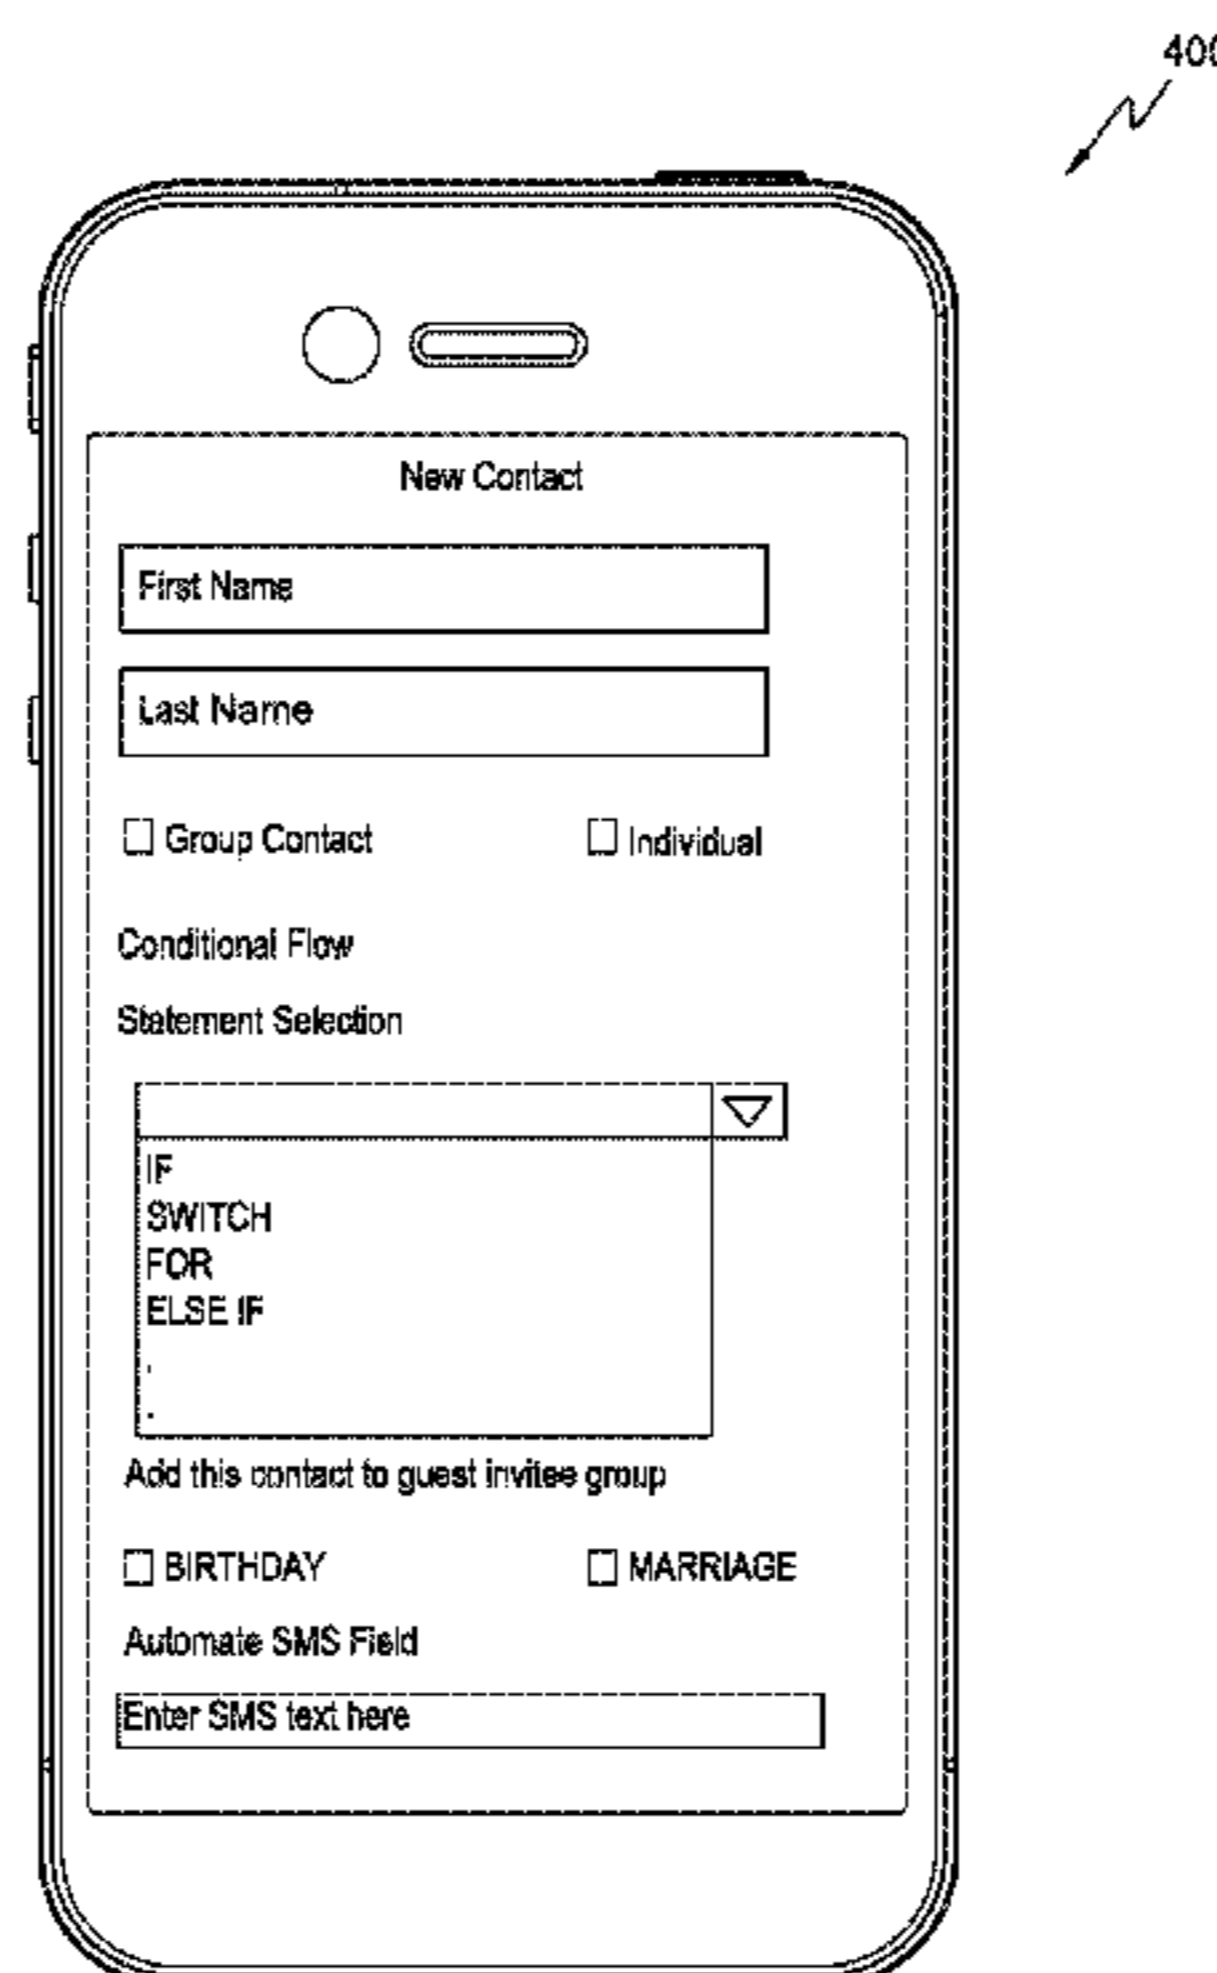 400
New Contact
First Name
Last Name
Group Contact Individual
Conditional Flow
Statement Selection
IF
SWITCH
FOR
ELSE IF
.
.
Add this contact to guest invitee group
BIRTHDAY MARRIAGE
Automate SMS Field
Enter SMS text here